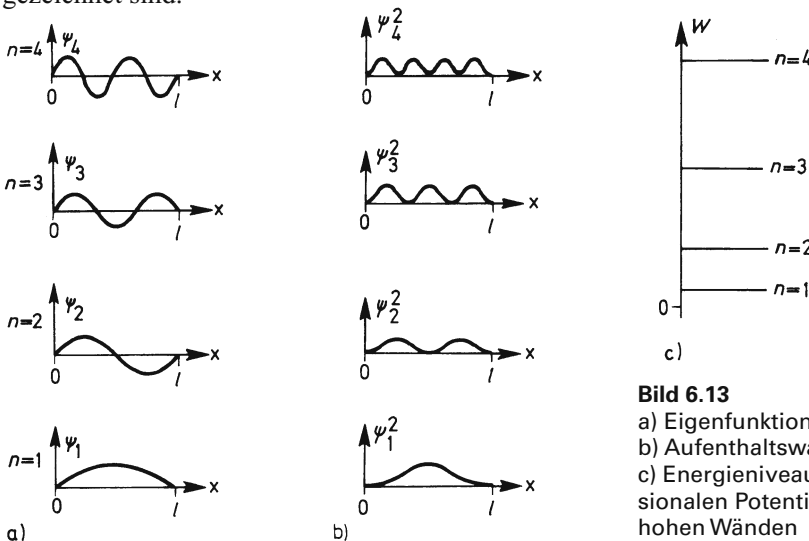 gezeichnet sind.
n=4 ψ4 x 0 l
n=3 ψ3 x 0 l
n=2 ψ2 x 0 l
n=1 ψ1 x 0 l
a)
ψ4² x 0 l
ψ3² x 0 l
ψ2² x 0 l
ψ1² x 0 l
b)
W
n=4
n=3
n=2
n=1
0
c)
Bild 6.13
a) Eigenfunktion
b) Aufenthaltswa
c) Energieniveau
sionalen Potenti
hohen Wänden